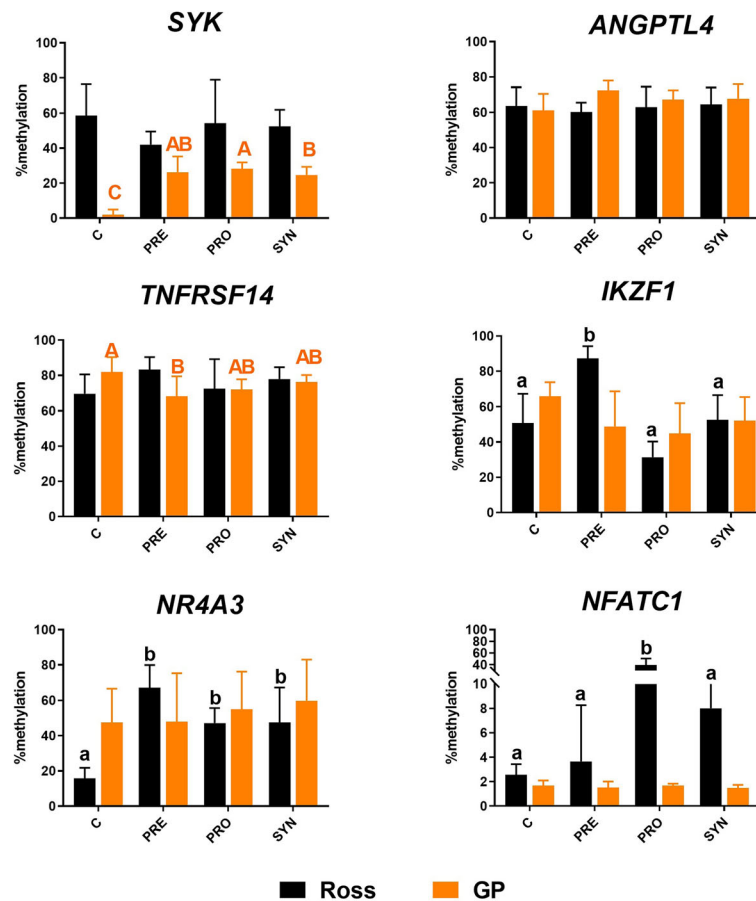 SYK
%methylation
100
80
60
40
20
0
C
AB
A
B
C
PRE
PRO
SYN
ANGPTL4
%methylation
100
80
60
40
20
0
C
PRE
PRO
SYN
TNFRSF14
%methylation
100
80
60
40
20
0
A
B
AB
AB
C
PRE
PRO
SYN
IKZF1
%methylation
100
80
60
40
20
0
a
b
a
a
C
PRE
PRO
SYN
NR4A3
%methylation
100
80
60
40
20
0
a
b
b
b
C
PRE
PRO
SYN
NFATC1
%methylation
100
80
60
40
10
8
6
4
2
0
a
a
b
a
C
PRE
PRO
SYN
Ross GP